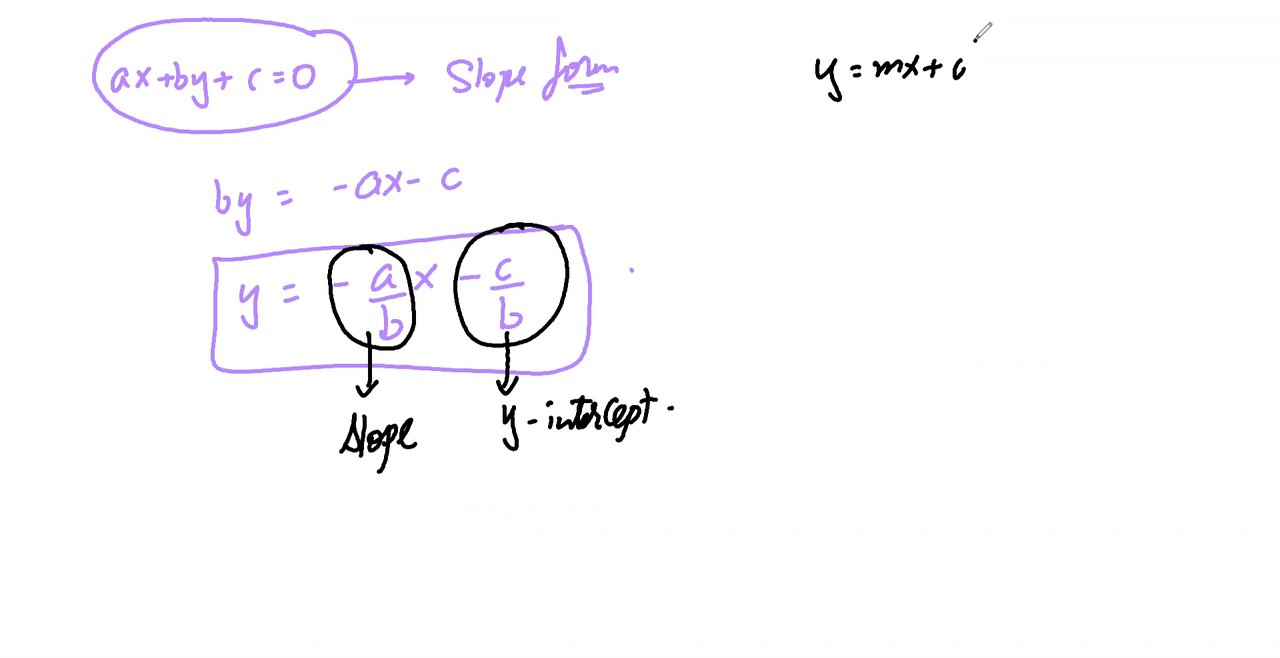 ax+by+c=0 → Slope form
y=mx+c
by = -ax-c
y = -a/b x -c/b
Slope
y-intercept.